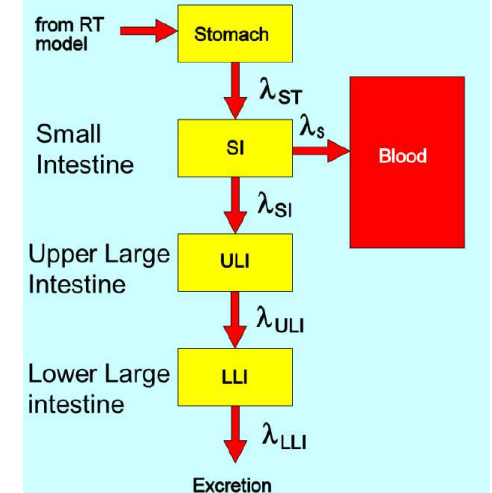 from RT
model
Stomach
λST
Small
Intestine
SI
λs
Blood
λSI
Upper Large
Intestine
ULI
λULI
Lower Large
intestine
LLI
λLLI
Excretion